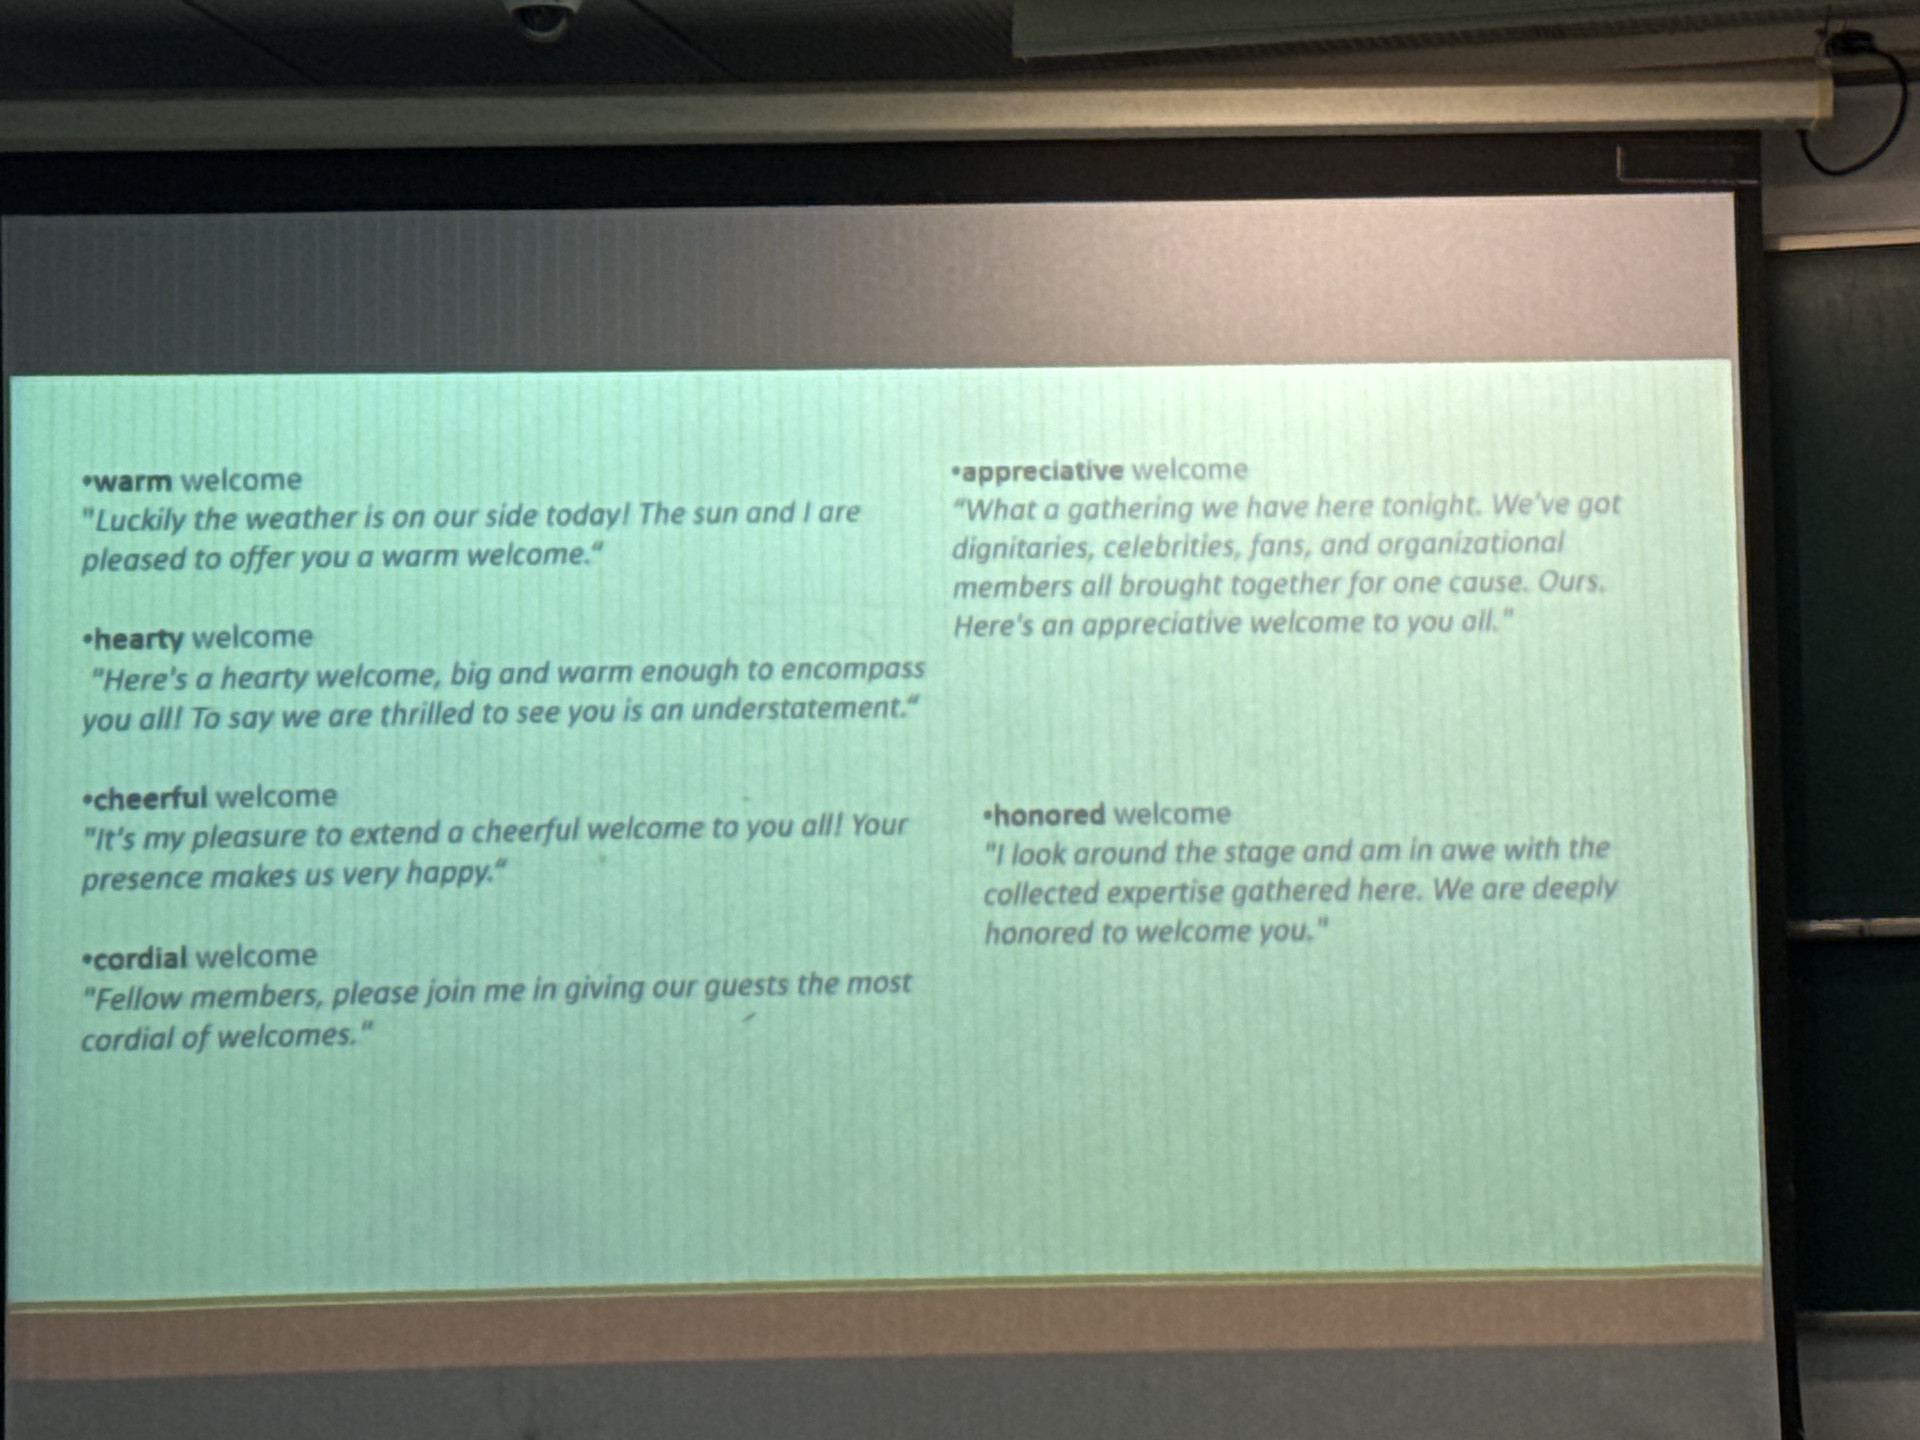 •warm welcome
"Luckily the weather is on our side today! The sun and I are
pleased to offer you a warm welcome.“
•hearty welcome
"Here's a hearty welcome, big and warm enough to encompass
you all! To say we are thrilled to see you is an understatement.“
•cheerful welcome
"It's my pleasure to extend a cheerful welcome to you all! Your
presence makes us very happy.“
•cordial welcome
"Fellow members, please join me in giving our guests the most
cordial of welcomes."
•appreciative welcome
“What a gathering we have here tonight. We've got
dignitaries, celebrities, fans, and organizational
members all brought together for one cause. Ours.
Here's an appreciative welcome to you all."
•honored welcome
"I look around the stage and am in awe with the
collected expertise gathered here. We are deeply
honored to welcome you."